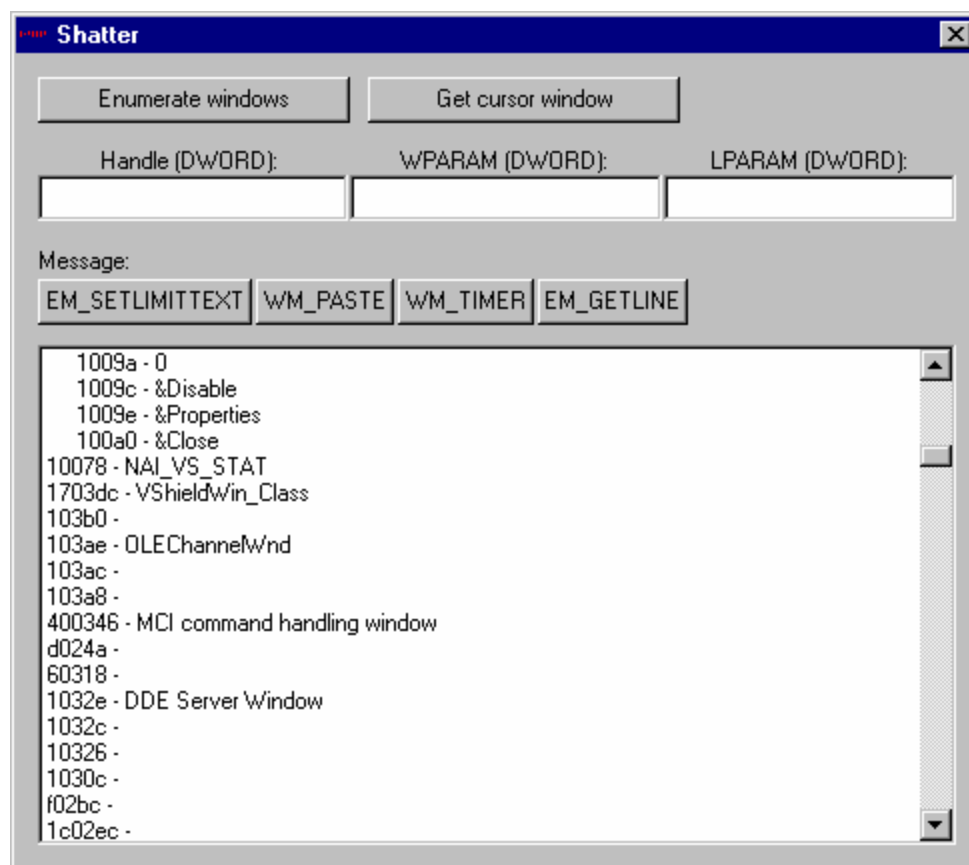 Shatter
Enumerate windows Get cursor window
Handle (DWORD): WPARAM (DWORD): LPARAM (DWORD):
Message:
EM_SETLIMITTEXT WM_PASTE WM_TIMER EM_GETLINE
1009a - 0
1009c - &Disable
1009e - &Properties
100a0 - &Close
10078 - NAI_VS_STAT
1703dc - VShieldWin_Class
103b0 -
103ae - OLEChannelWnd
103ac -
103a8 -
400346 - MCI command handling window
d024a -
60318 -
1032e - DDE Server Window
1032c -
10326 -
1030c -
f02bc -
1c02ec -